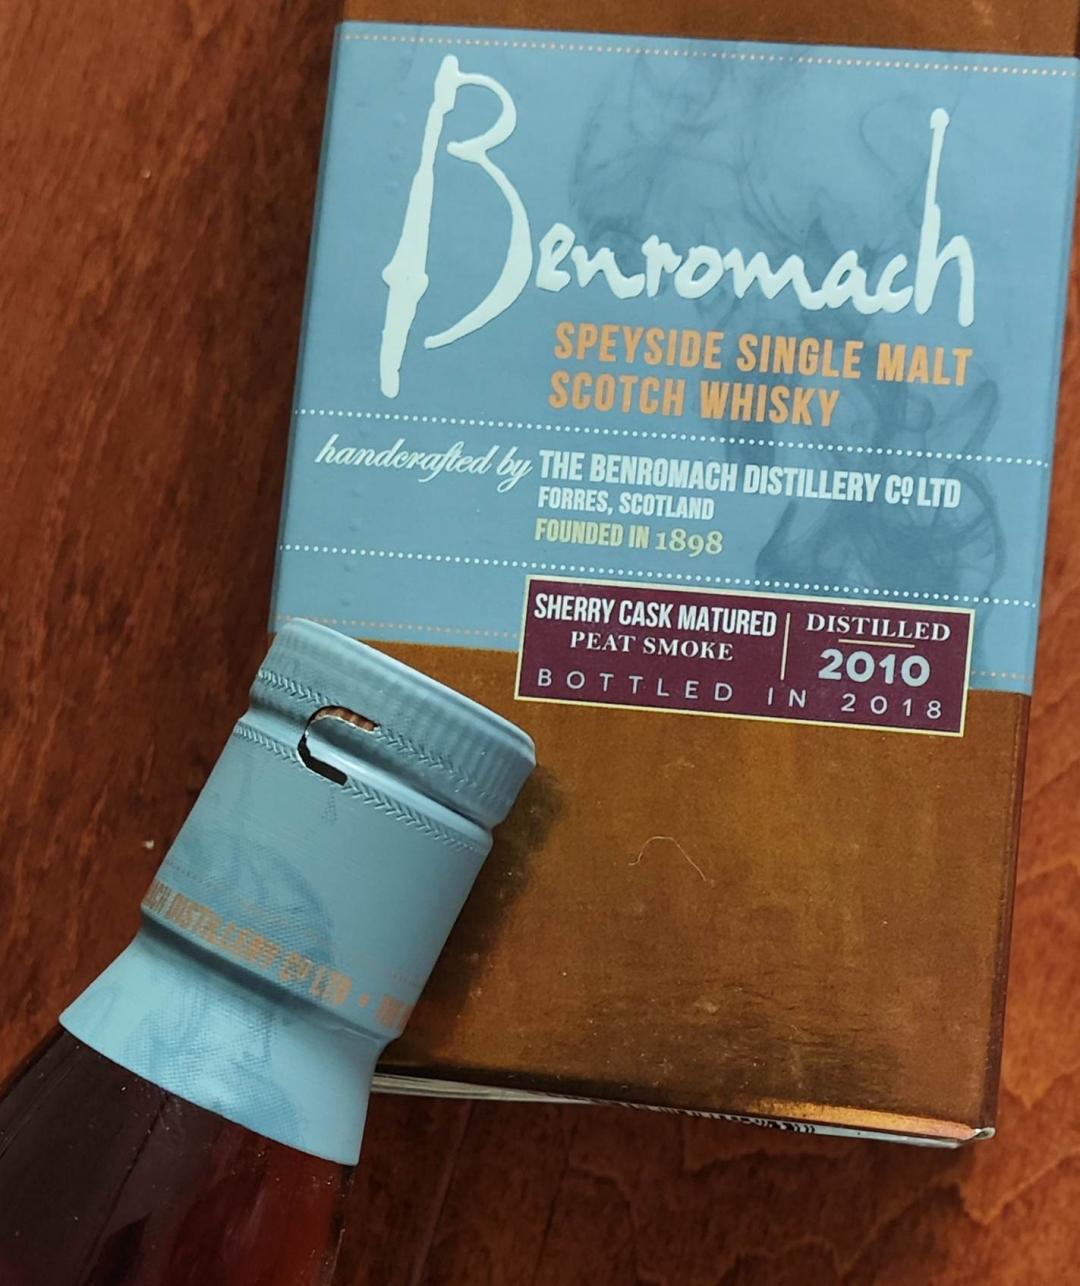 Benromach
SPEYSIDE SINGLE MALT
SCOTCH WHISKY
handcrafted by THE BENROMACH DISTILLERY Cº LTD
FORRES, SCOTLAND
FOUNDED IN 1898
SHERRY CASK MATURED
PEAT SMOKE
DISTILLED
2010
BOTTLED IN 2018
DISTILLERY Cº LTD •